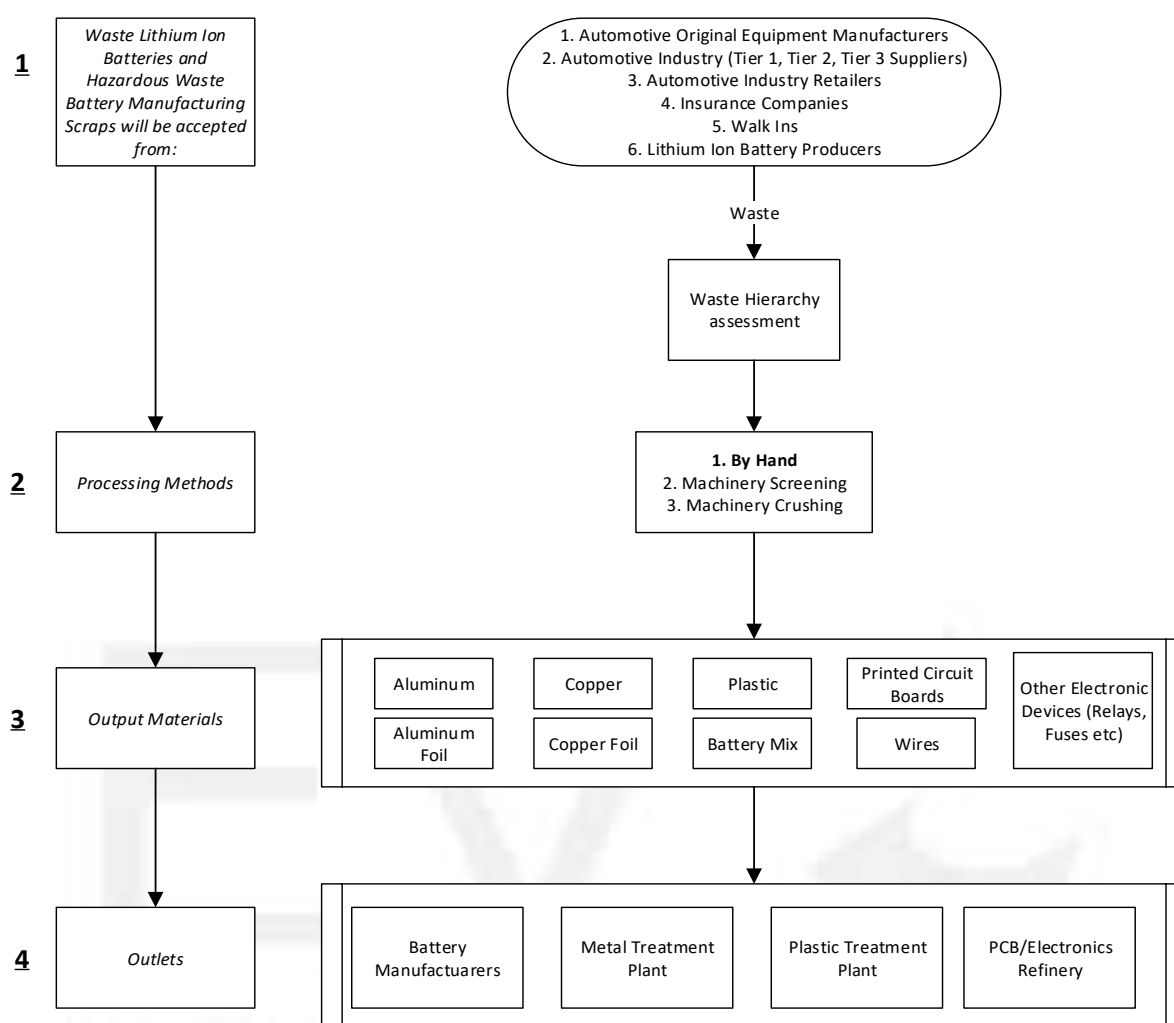 1
Waste Lithium Ion
Batteries and
Hazardous Waste
Battery Manufacturing
Scraps will be accepted
from:
1. Automotive Original Equipment Manufacturers
2. Automotive Industry (Tier 1, Tier 2, Tier 3 Suppliers)
3. Automotive Industry Retailers
4. Insurance Companies
5. Walk Ins
6. Lithium Ion Battery Producers
Waste
Waste Hierarchy
assessment
2
Processing Methods
1. By Hand
2. Machinery Screening
3. Machinery Crushing
3
Output Materials
Aluminum
Copper
Plastic
Printed Circuit
Boards
Other Electronic
Devices (Relays,
Fuses etc)
Aluminum
Foil
Copper Foil
Battery Mix
Wires
4
Outlets
Battery
Manufactuarers
Metal Treatment
Plant
Plastic Treatment
Plant
PCB/Electronics
Refinery